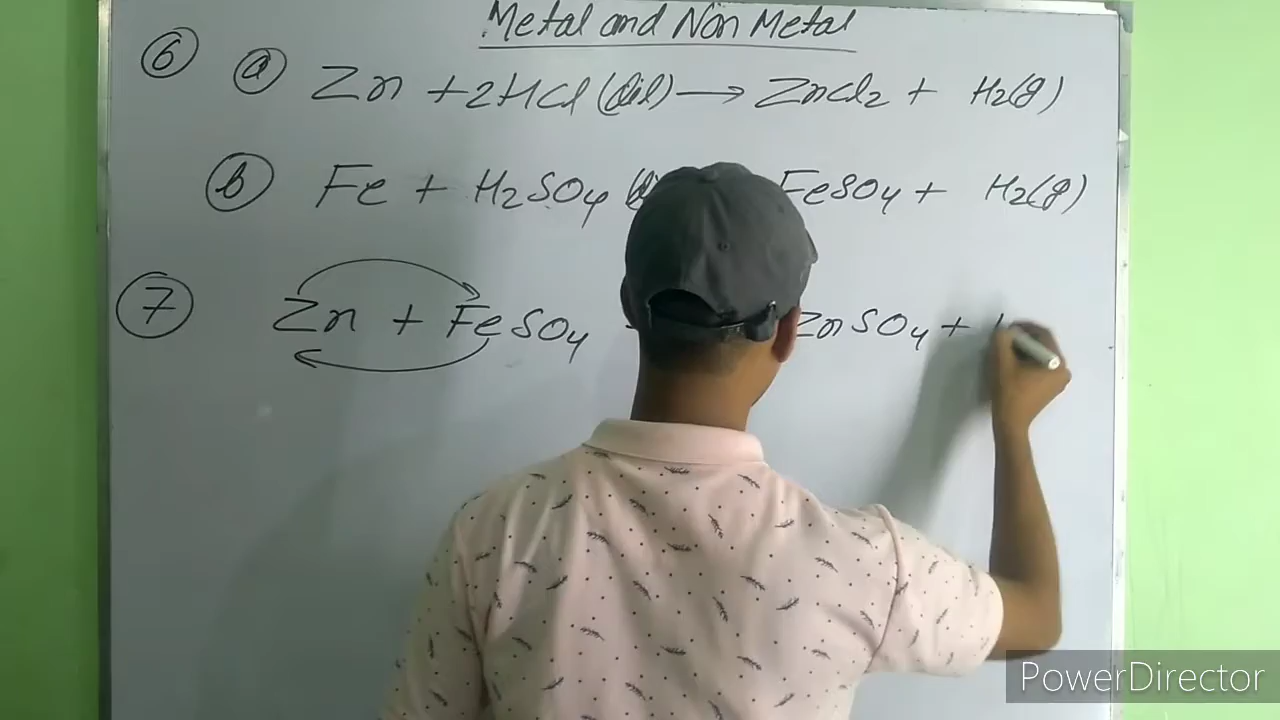 Metal and Non Metal
6 a Zn + 2HCl (dil) → ZnCl2 + H2(g)
b Fe + H2SO4 FeSO4 + H2(g)
7 Zn + FeSO4 ZnSO4 +
PowerDirector